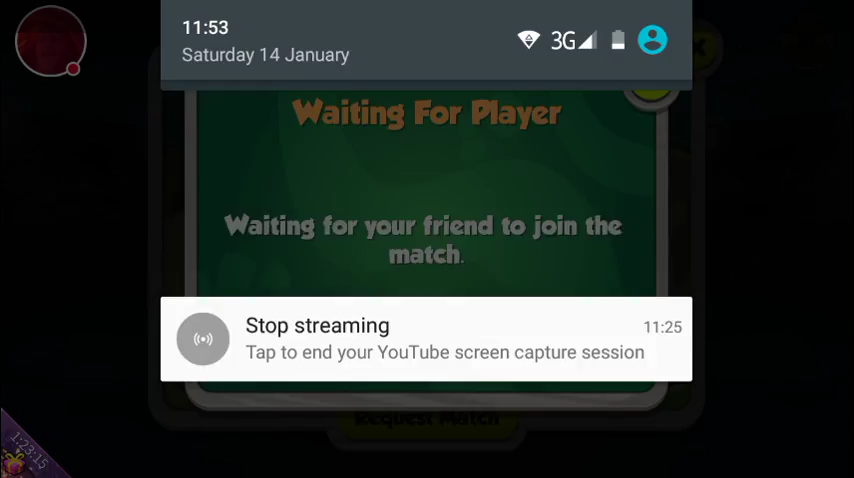 11:53
3G
Saturday 14 January
Waiting For Player
Waiting for your friend to join the
match.
Stop streaming
11:25
Tap to end your YouTube screen capture session
Request Match
1:23:15